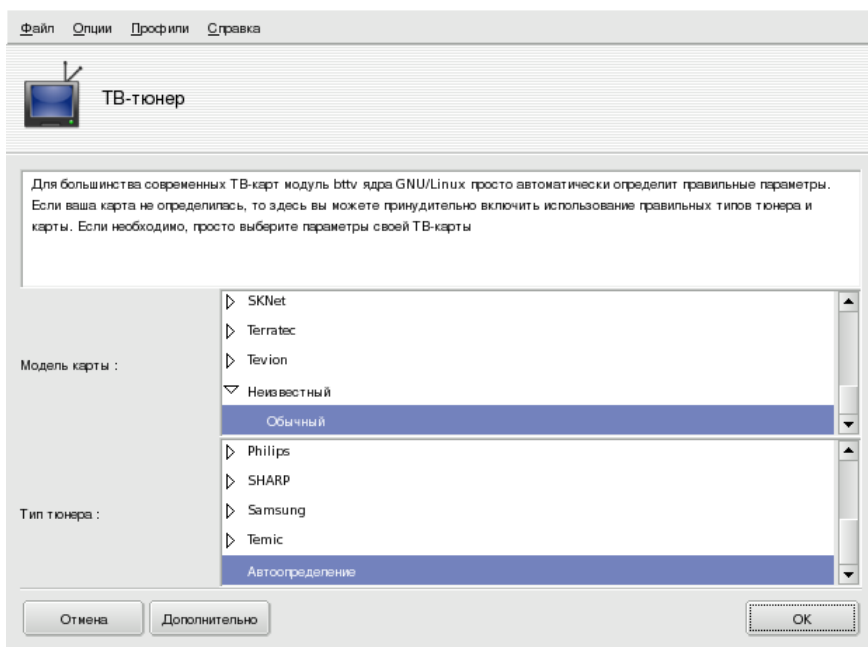 Файл Опции Профили Справка
ТВ-тюнер
Для большинства современных ТВ-карт модуль bttv ядра GNU/Linux просто автоматически определит правильные параметры.
Если ваша карта не определилась, то здесь вы можете принудительно включить использование правильных типов тюнера и
карты. Если необходимо, просто выберите параметры своей ТВ-карты
Модель карты :
SKNet
Terratec
Tevion
Неизвестный
Обычный
Тип тюнера :
Philips
SHARP
Samsung
Temic
Автоопределение
Отмена Дополнительно OK